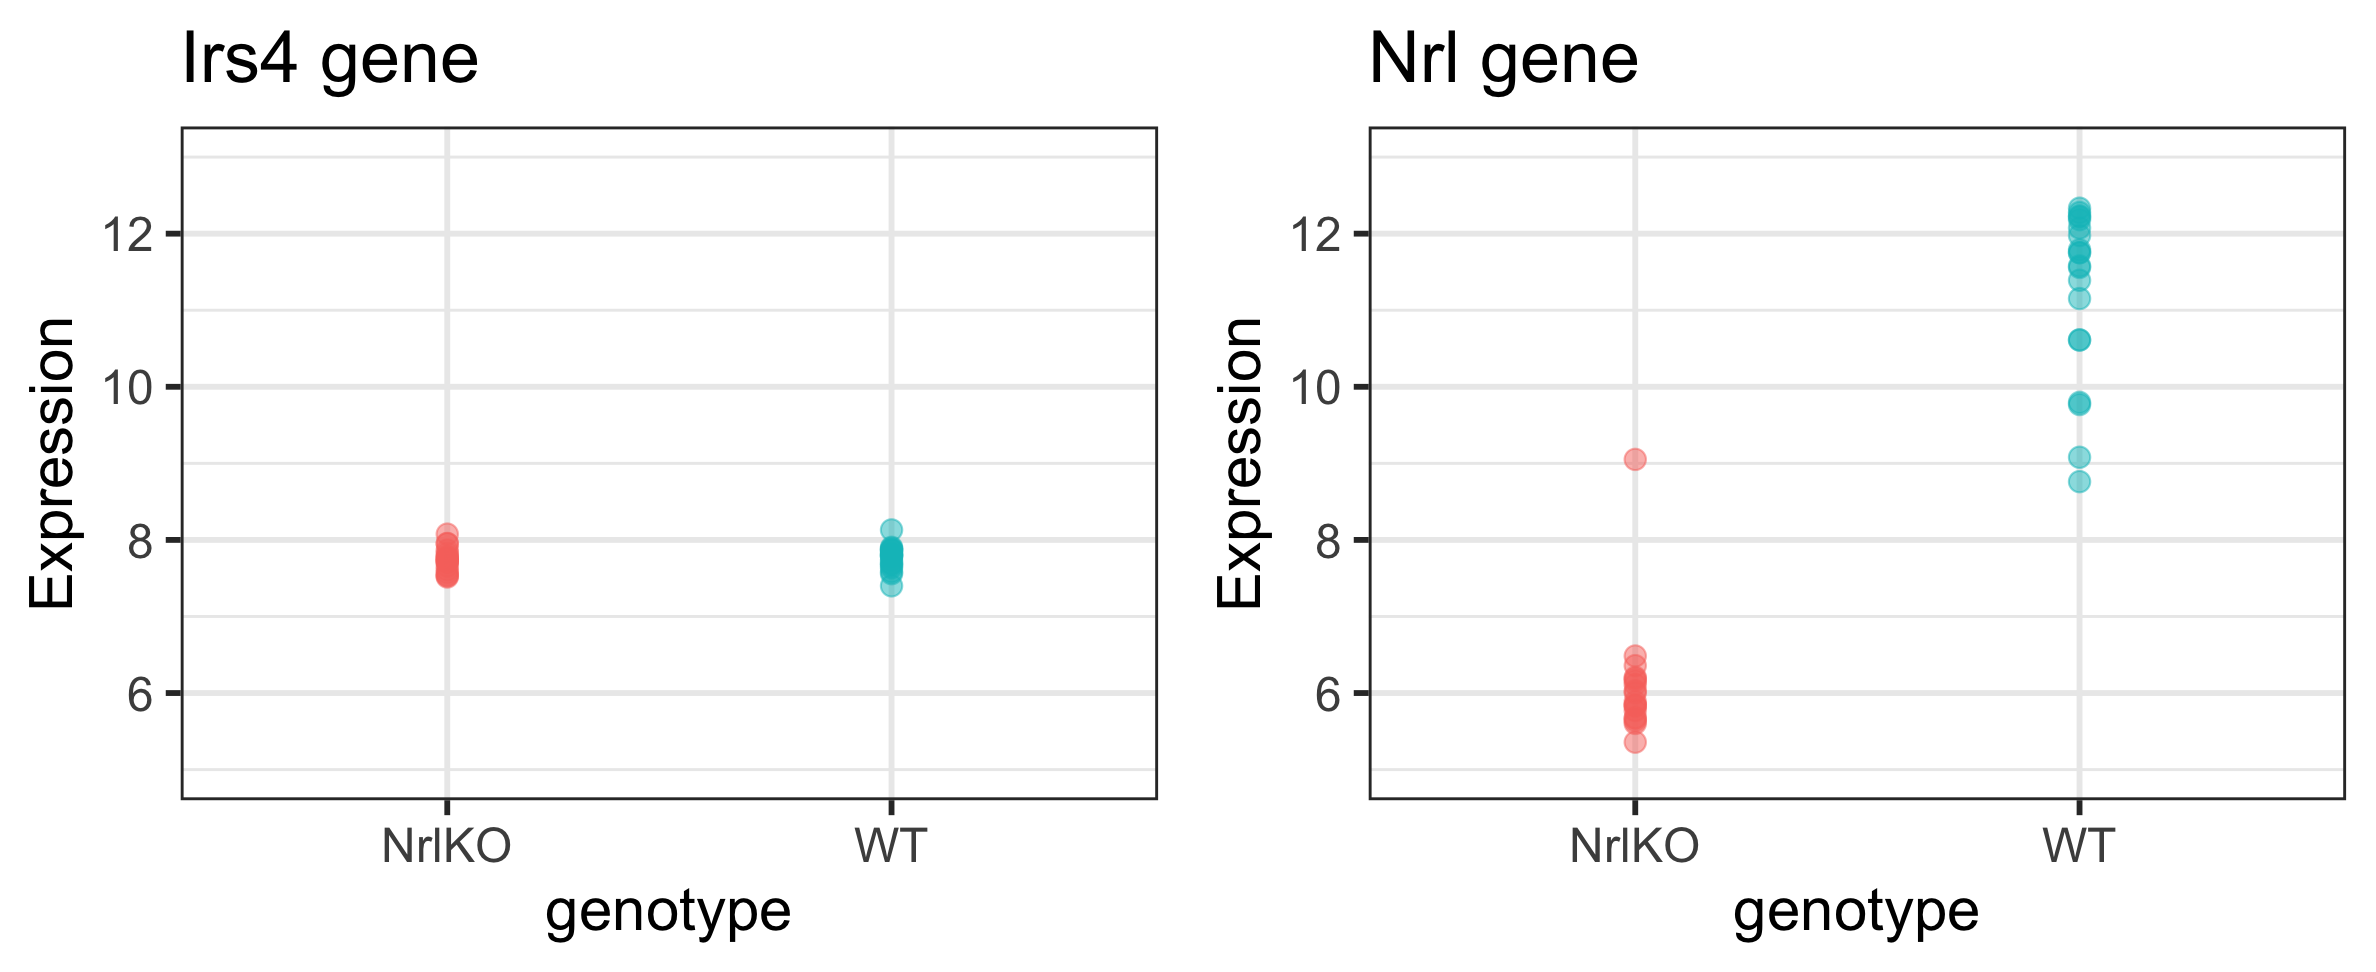 Irs4 gene
Expression
12
10
8
6
NrlKO
WT
genotype
Nrl gene
Expression
12
10
8
6
NrlKO
WT
genotype